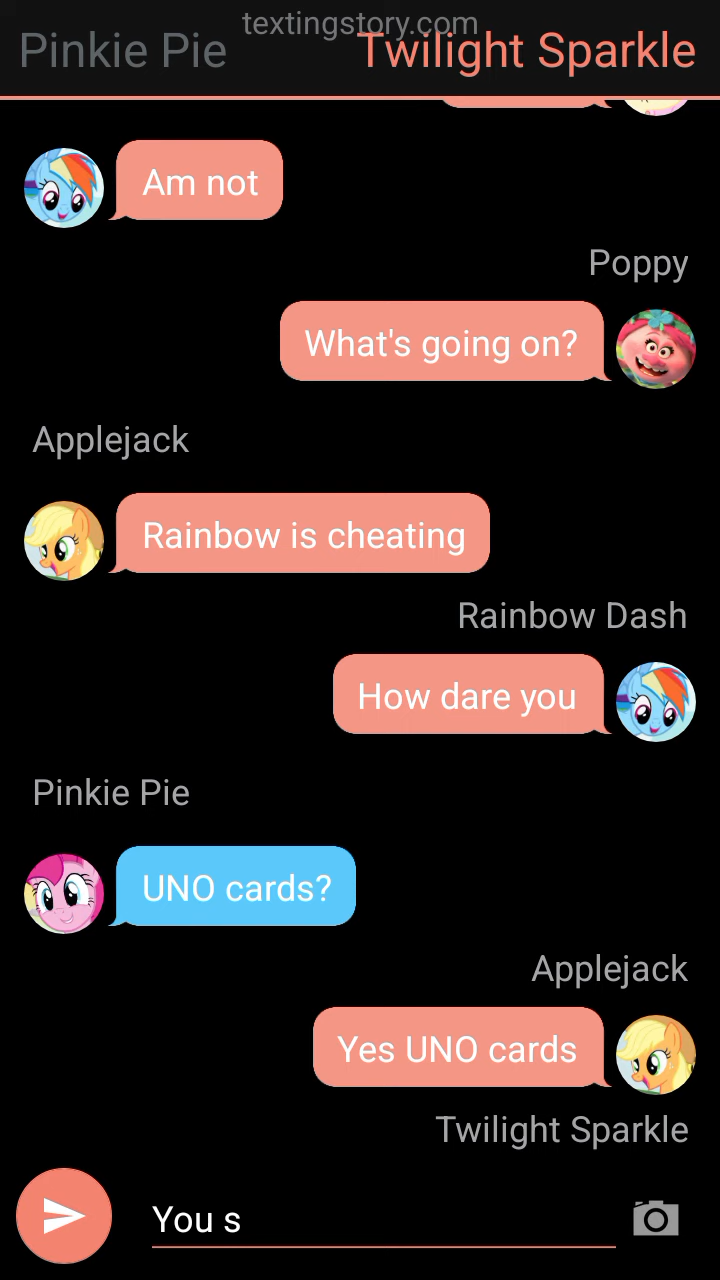 textingstory.com
Pinkie Pie
Twilight Sparkle
Am not
Poppy
What's going on?
Applejack
Rainbow is cheating
Rainbow Dash
How dare you
Pinkie Pie
UNO cards?
Applejack
Yes UNO cards
Twilight Sparkle
You s